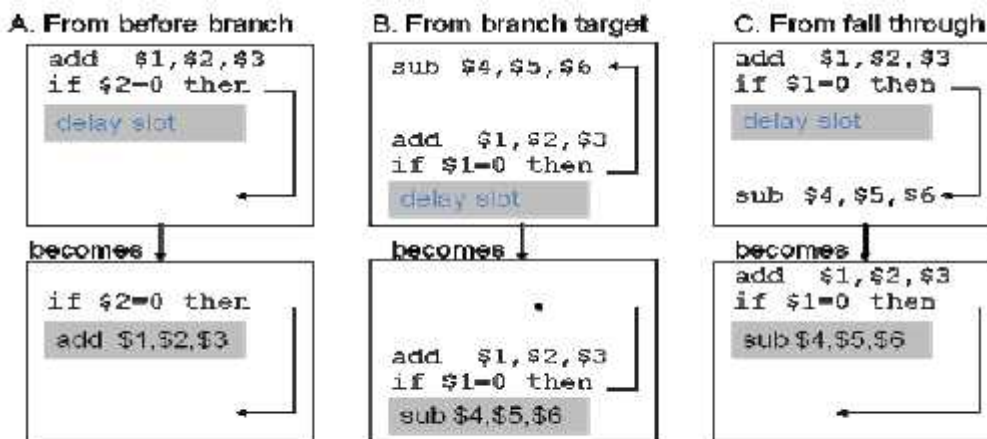 A. From before branch
add $1,$2,$3
if $2=0 then
delay slot
becomes
if $2=0 then
add $1,$2,$3
B. From branch target
sub $4,$5,$6
add $1,$2,$3
if $1=0 then
delay slot
becomes
add $1,$2,$3
if $1=0 then
sub $4,$5,$6
C. From fall through
add $1,$2,$3
if $1=0 then
delay slot
sub $4,$5,$6
becomes
add $1,$2,$3
if $1=0 then
sub $4,$5,$6